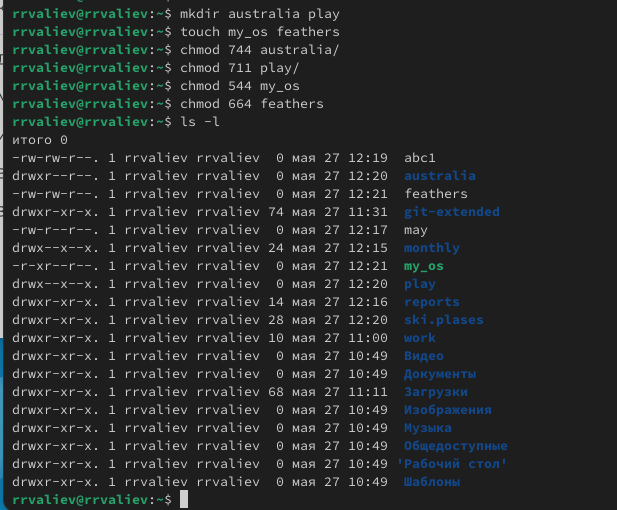 rrvaliev@rrvaliev:~$ mkdir australia play
rrvaliev@rrvaliev:~$ touch my_os feathers
rrvaliev@rrvaliev:~$ chmod 744 australia/
rrvaliev@rrvaliev:~$ chmod 711 play/
rrvaliev@rrvaliev:~$ chmod 544 my_os
rrvaliev@rrvaliev:~$ chmod 664 feathers
rrvaliev@rrvaliev:~$ ls -l
итого 0
-rw-rw-r--. 1 rrvaliev rrvaliev  0 мая 27 12:19  abc1
drwxr--r--. 1 rrvaliev rrvaliev  0 мая 27 12:20  australia
-rw-rw-r--. 1 rrvaliev rrvaliev  0 мая 27 12:21  feathers
drwxr-xr-x. 1 rrvaliev rrvaliev 74 мая 27 11:31  git-extended
-rw-r--r--. 1 rrvaliev rrvaliev  0 мая 27 12:17  may
drwx--x--x. 1 rrvaliev rrvaliev 24 мая 27 12:15  monthly
-r-xr--r--. 1 rrvaliev rrvaliev  0 мая 27 12:21  my_os
drwx--x--x. 1 rrvaliev rrvaliev  0 мая 27 12:20  play
drwxr-xr-x. 1 rrvaliev rrvaliev 14 мая 27 12:16  reports
drwxr-xr-x. 1 rrvaliev rrvaliev 28 мая 27 12:20  ski.plases
drwxr-xr-x. 1 rrvaliev rrvaliev 10 мая 27 11:00  work
drwxr-xr-x. 1 rrvaliev rrvaliev  0 мая 27 10:49  Видео
drwxr-xr-x. 1 rrvaliev rrvaliev  0 мая 27 10:49  Документы
drwxr-xr-x. 1 rrvaliev rrvaliev 68 мая 27 11:11  Загрузки
drwxr-xr-x. 1 rrvaliev rrvaliev  0 мая 27 10:49  Изображения
drwxr-xr-x. 1 rrvaliev rrvaliev  0 мая 27 10:49  Музыка
drwxr-xr-x. 1 rrvaliev rrvaliev  0 мая 27 10:49  Общедоступные
drwxr-xr-x. 1 rrvaliev rrvaliev  0 мая 27 10:49 'Рабочий стол'
drwxr-xr-x. 1 rrvaliev rrvaliev  0 мая 27 10:49  Шаблоны
rrvaliev@rrvaliev:~$